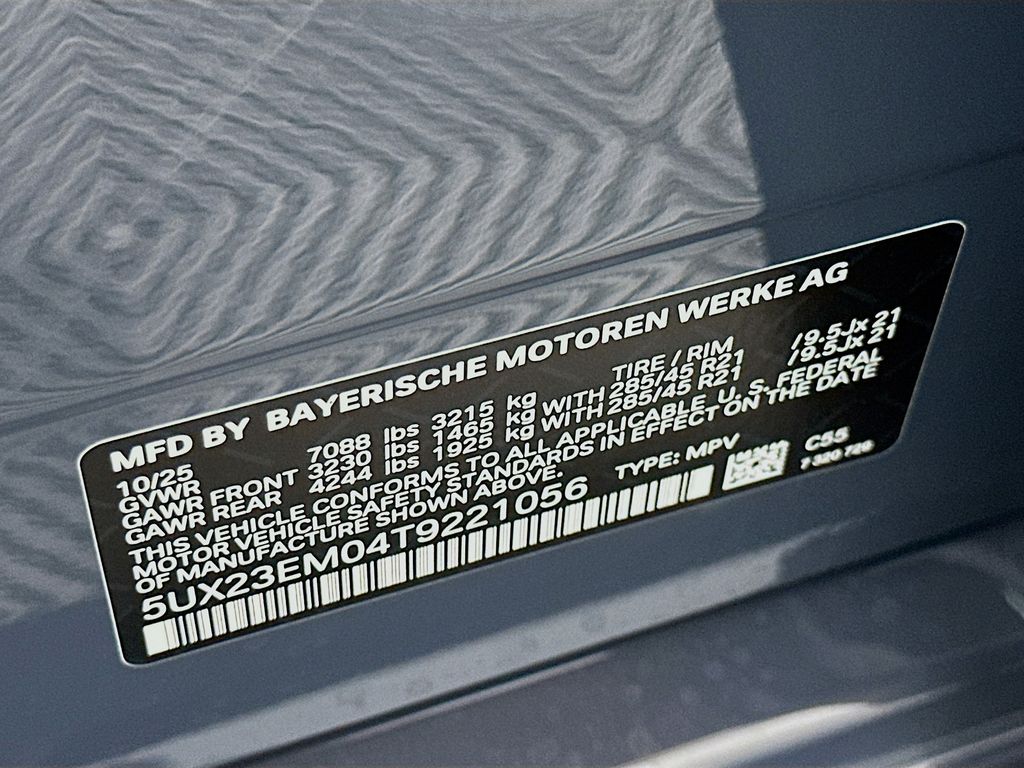 MFD BY BAYERISCHE MOTOREN WERKE AG
10/25 TIRE / RIM
GVWR 7088 lbs 3215 kg
GAWR FRONT 3230 lbs 1465 kg WITH 285/45 R21 /9.5Jx 21
GAWR REAR 4244 lbs 1925 kg WITH 285/45 R21 /9.5Jx 21
THIS VEHICLE CONFORMS TO ALL APPLICABLE U. S. FEDERAL
MOTOR VEHICLE SAFETY STANDARDS IN EFFECT ON THE DATE
OF MANUFACTURE SHOWN ABOVE.
5UX23EM04T9221056 TYPE: MPV C55
7 320 726